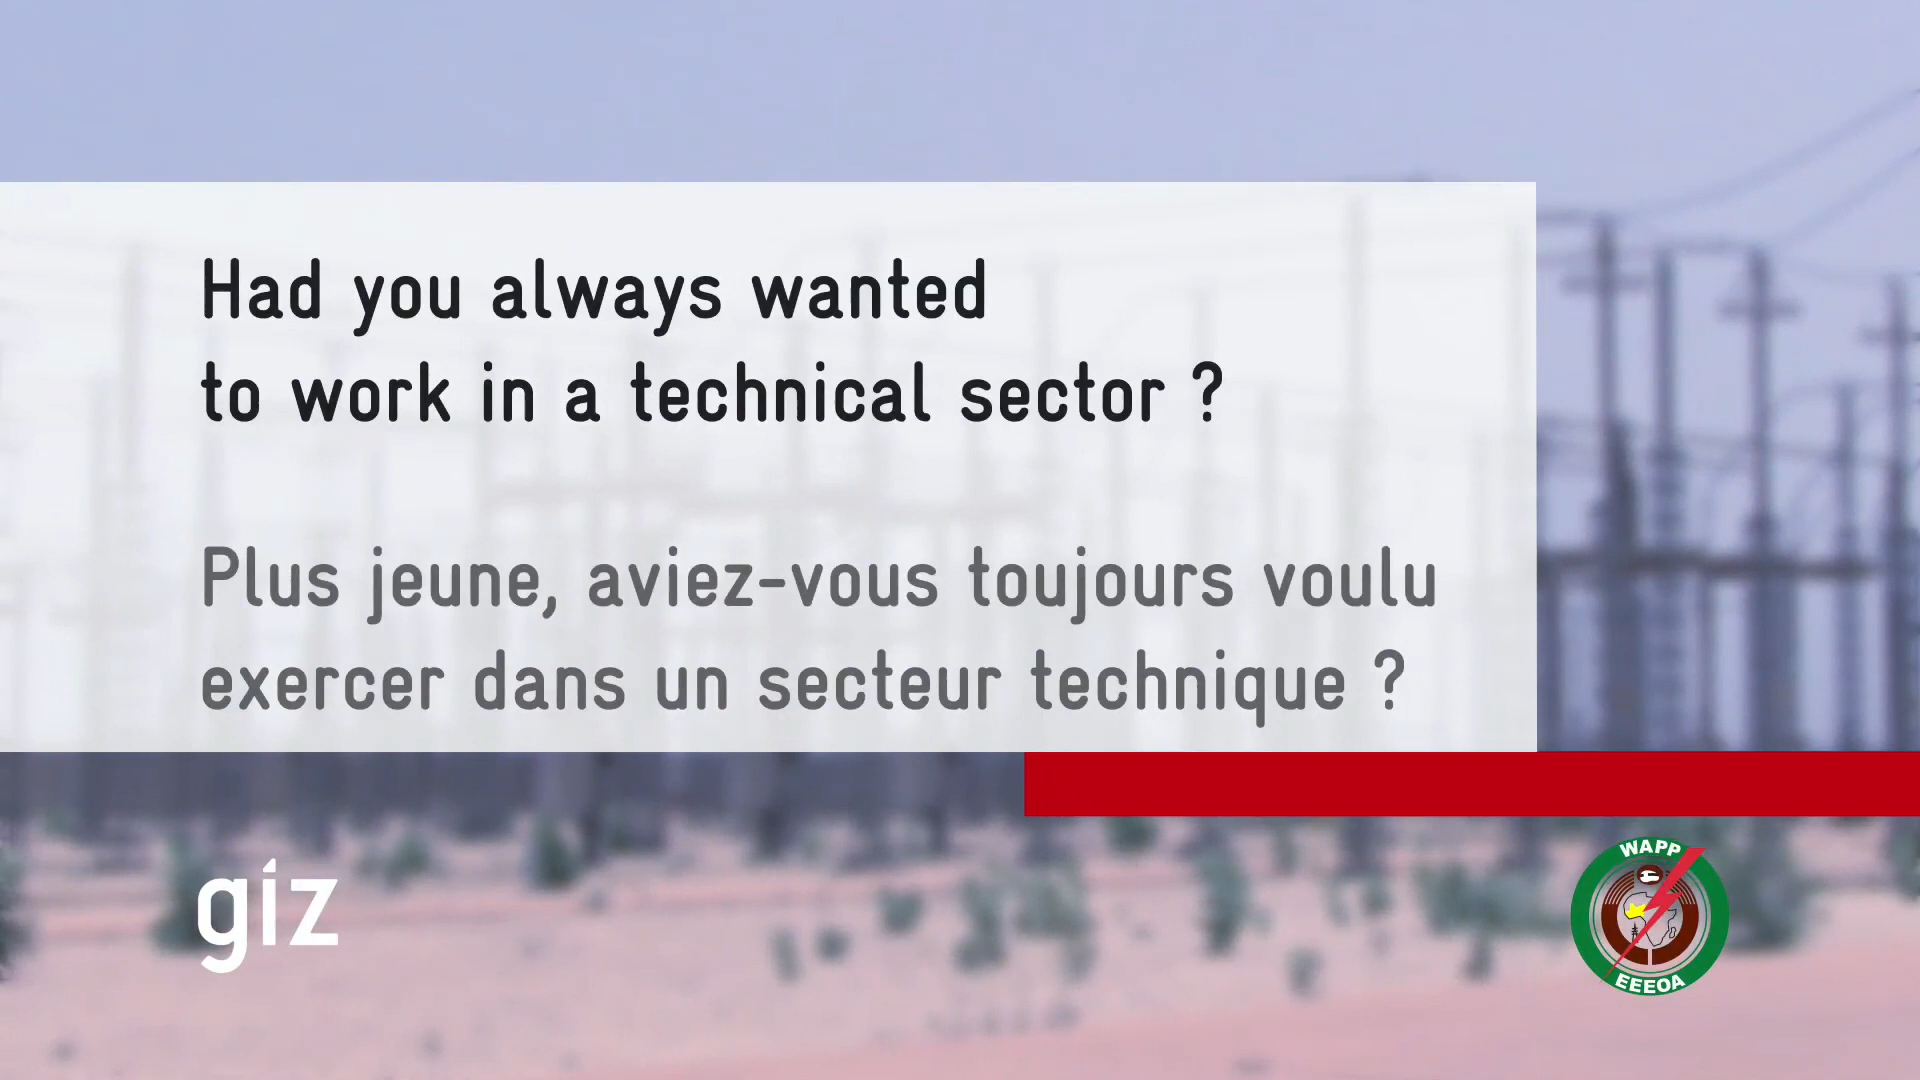 Had you always wanted
to work in a technical sector ?
Plus jeune, aviez-vous toujours voulu
exercer dans un secteur technique ?
giz
WAPP
EEEOA